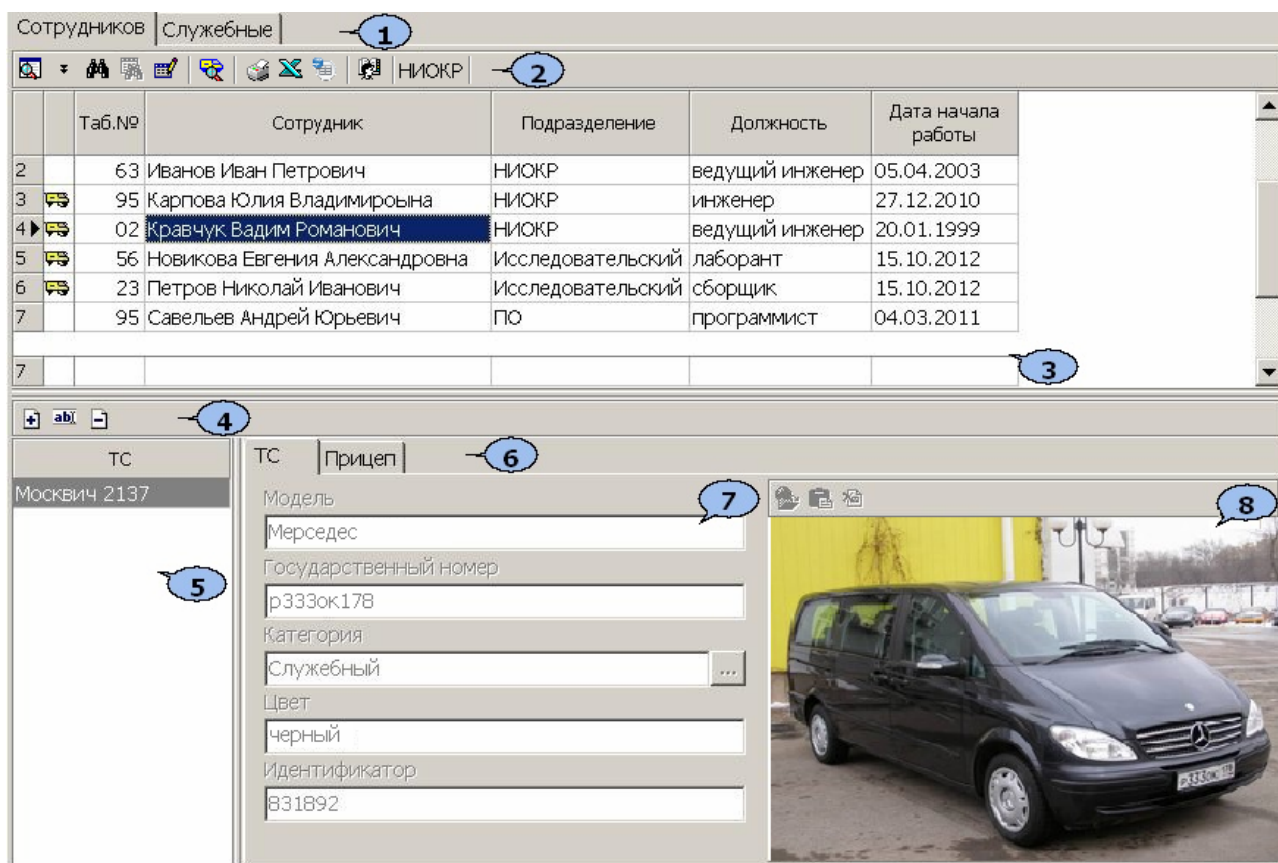 Сотрудников Служебные 1
НИОКР 2
Таб.№ Сотрудник Подразделение Должность Дата начала
работы
2 63 Иванов Иван Петрович НИОКР ведущий инженер 05.04.2003
3 95 Карпова Юлия Владимироына НИОКР инженер 27.12.2010
4 02 Кравчук Вадим Романович НИОКР ведущий инженер 20.01.1999
5 56 Новикова Евгения Александровна Исследовательский лаборант 15.10.2012
6 23 Петров Николай Иванович Исследовательский сборщик 15.10.2012
7 95 Савельев Андрей Юрьевич ПО программист 04.03.2011
7 3
abI 4
ТС
Москвич 2137
5
ТС Прицеп 6
Модель 7
Мерседес
Государственный номер
р333ок178
Категория
Служебный ...
Цвет
черный
Идентификатор
831892
8
Р333ОК 178